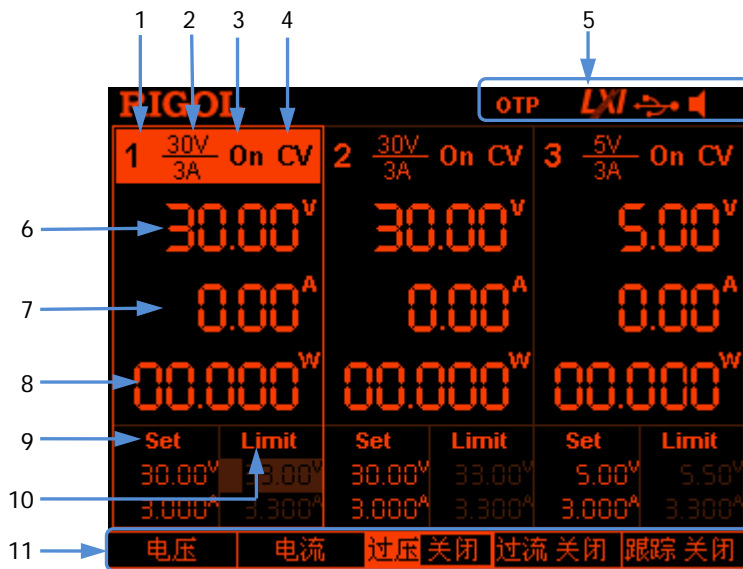 1 2 3 4 5
RIGOL OTP LXI
1 30V/3A On CV 2 30V/3A On CV 3 5V/3A On CV
6 30.00V 30.00V 5.00V
7 0.00A 0.00A 0.00A
8 00.000W 00.000W 00.000W
9 Set Limit Set Limit Set Limit
30.00V 33.00V 30.00V 33.00V 5.00V 5.50V
10 3.000A 3.300A 3.000A 3.300A 3.000A 3.300A
11 电压 电流 过压 关闭 过流 关闭 跟踪 关闭